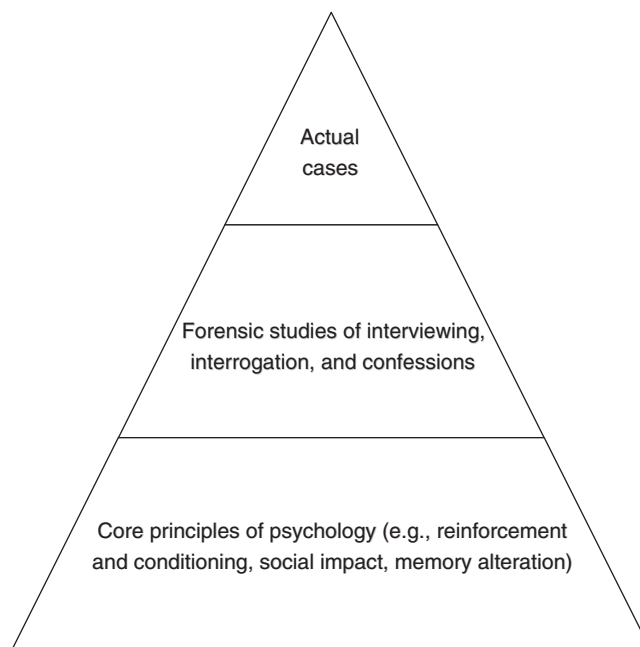 Actual
cases
Forensic studies of interviewing,
interrogation, and confessions
Core principles of psychology (e.g., reinforcement
and conditioning, social impact, memory alteration)